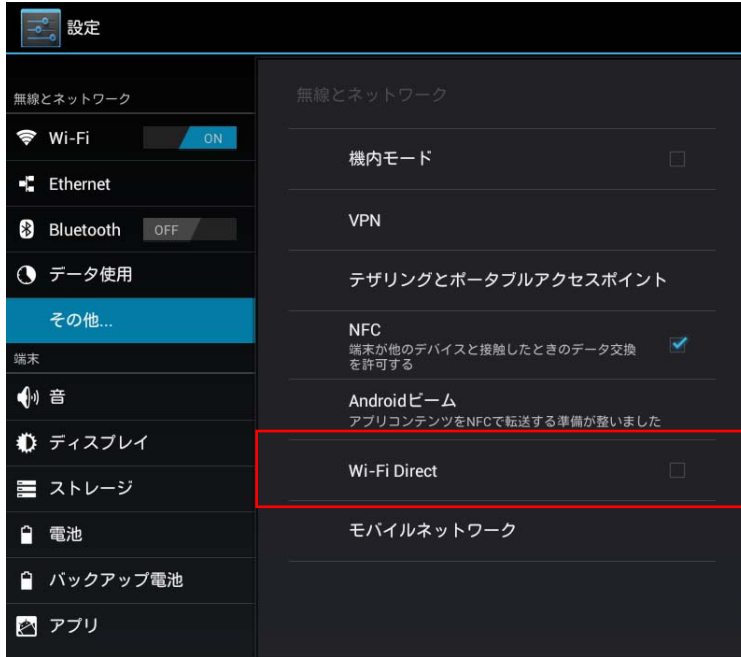 設定
無線とネットワーク
Wi-Fi ON
Ethernet
Bluetooth OFF
データ使用
その他...
端末
音
ディスプレイ
ストレージ
電池
バックアップ電池
アプリ
無線とネットワーク
機内モード
VPN
テザリングとポータブルアクセスポイント
NFC
端末が他のデバイスと接触したときのデータ交換
を許可する
Androidビーム
アプリコンテンツをNFCで転送する準備が整いました
Wi-Fi Direct
モバイルネットワーク